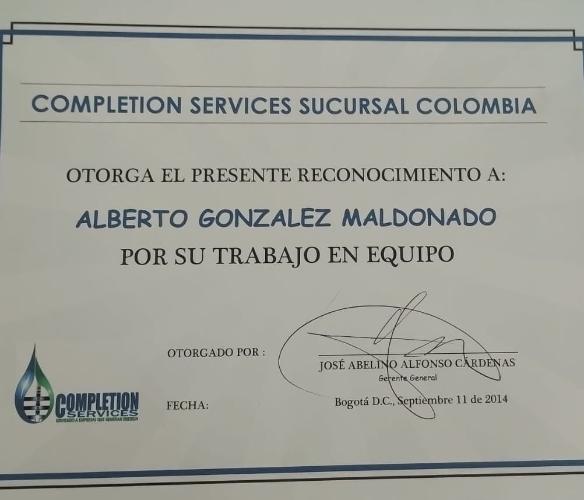 COMPLETION SERVICES SUCURSAL COLOMBIA
OTORGA EL PRESENTE RECONOCIMIENTO A:
ALBERTO GONZALEZ MALDONADO
POR SU TRABAJO EN EQUIPO
OTORGADO POR :
JOSÉ ABELINO ALFONSO CÁRDENAS
Gerente General
FECHA:
Bogotá D.C., Septiembre 11 de 2014
COMPLETION
SERVICES